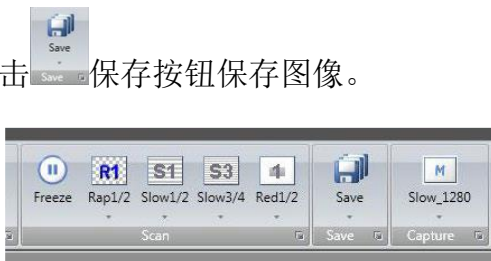 Save
Save
击 保存按钮保存图像。
R1 S1 S3 4 M
Freeze Rap1/2 Slow1/2 Slow3/4 Red1/2 Save Slow_1280
Scan Save Capture